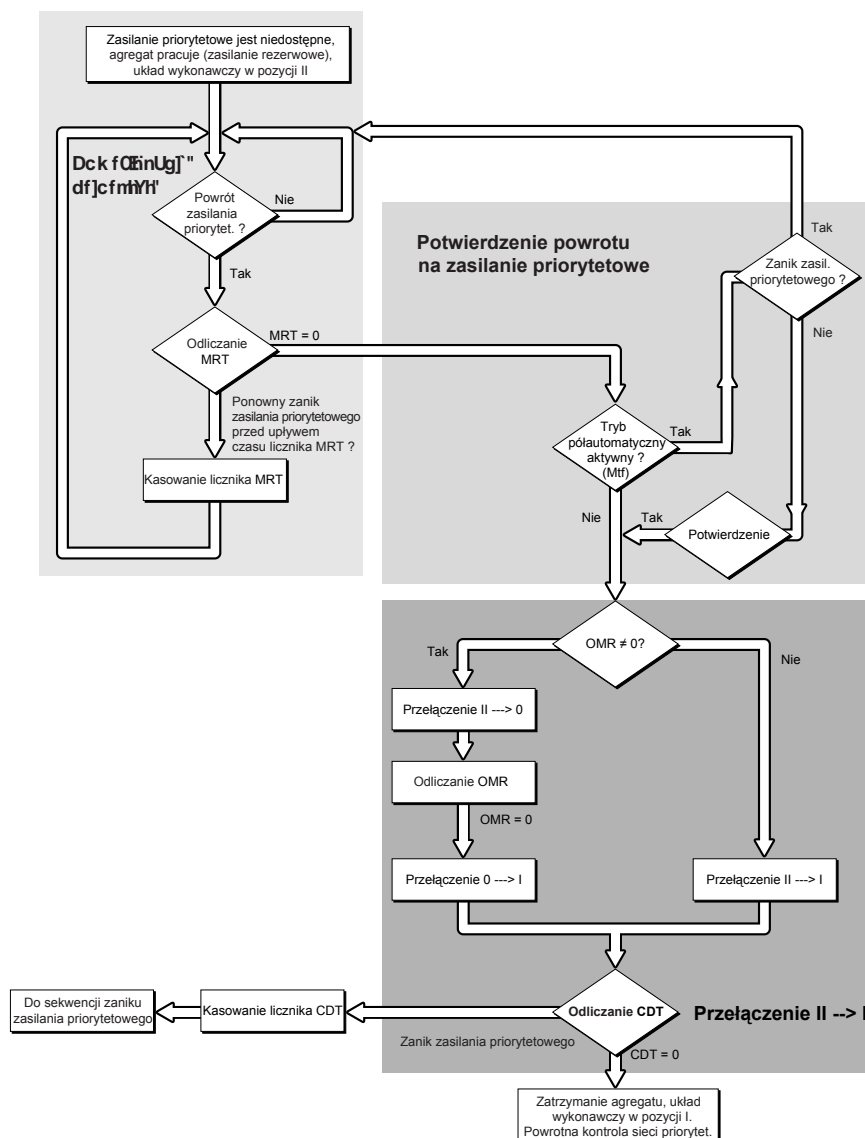 Zasilanie priorytetowe jest niedostępne,
agregat pracuje (zasilanie rezerwowe),
układ wykonawczy w pozycji II
Powrót
zasilania
priorytet. ?
Nie
Tak
Odliczanie
MRT
MRT = 0
Ponowny zanik
zasilania priorytetowego
przed upływem
czasu licznika MRT ?
Kasowanie licznika MRT
Potwierdzenie powrotu
na zasilanie priorytetowe
Tak
Zanik zasil.
priorytetowego ?
Nie
Tryb
półautomatyczny
aktywny ?
(Mtf)
Tak
Nie
Tak
Potwierdzenie
OMR ≠ 0?
Tak
Nie
Przełączenie II ---> 0
Odliczanie OMR
OMR = 0
Przełączenie 0 ---> I
Przełączenie II ---> I
Do sekwencji zaniku
zasilania priorytetowego
Kasowanie licznika CDT
Odliczanie CDT
Przełączenie II --> I
Zanik zasilania priorytetowego
CDT = 0
Zatrzymanie agregatu, układ
wykonawczy w pozycji I.
Powrotna kontrola sieci priorytet.